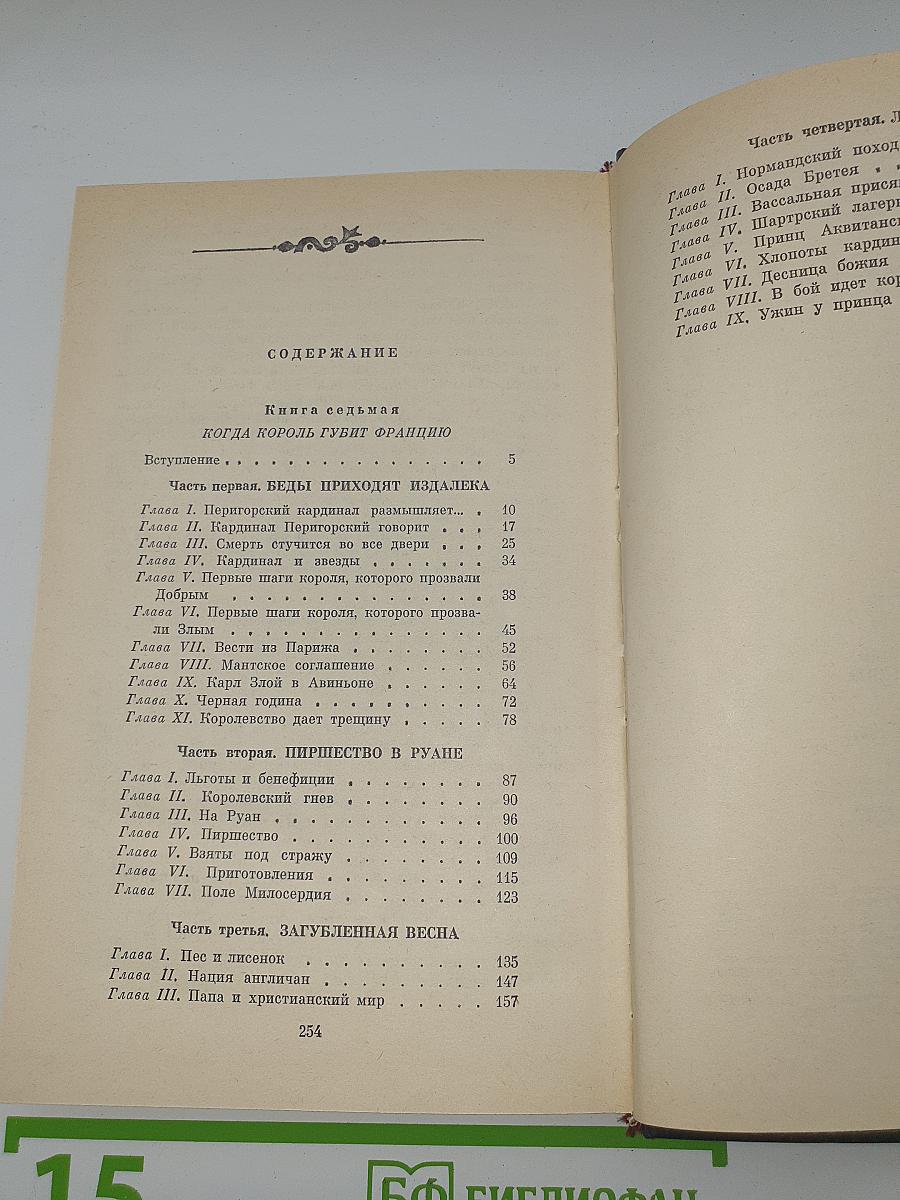 СОДЕРЖАНИЕ
Книга седьмая
КОГДА КОРОЛЬ ГУБИТ ФРАНЦИЮ
Вступление . . . . . . . . . . . . . . . . 5
Часть первая. БЕДЫ ПРИХОДЯТ ИЗДАЛЕКА
Глава I. Перигорский кардинал размышляет... . 10
Глава II. Кардинал Перигорский говорит . . . 17
Глава III. Смерть стучится во все двери . . . 25
Глава IV. Кардинал и звезды . . . . . . . 34
Глава V. Первые шаги короля, которого прозвали
Добрым . . . . . . . . . . . . . . . 38
Глава VI. Первые шаги короля, которого прозва-
ли Злым . . . . . . . . . . . . . . . 45
Глава VII. Вести из Парижа . . . . . . . . 52
Глава VIII. Мантское соглашение . . . . . . 56
Глава IX. Карл Злой в Авиньоне . . . . . . 64
Глава X. Черная година . . . . . . . . . . 72
Глава XI. Королевство дает трещину . . . . . 78
Часть вторая. ПИРШЕСТВО В РУАНЕ
Глава I. Льготы и бенефиции . . . . . . . . 87
Глава II. Королевский гнев . . . . . . . . 90
Глава III. На Руан . . . . . . . . . . . . 96
Глава IV. Пиршество . . . . . . . . . . . 100
Глава V. Взяты под стражу . . . . . . . . 109
Глава VI. Приготовления . . . . . . . . . 115
Глава VII. Поле Милосердия . . . . . . . . 123
Часть третья. ЗАГУБЛЕННАЯ ВЕСНА
Глава I. Пес и лисенок . . . . . . . . . . 135
Глава II. Нация англичан . . . . . . . . . 147
Глава III. Папа и христианский мир . . . . . 157
254
Часть четвертая. Л
Глава I. Нормандский поход
Глава II. Осада Бретея . .
Глава III. Вассальная прися
Глава IV. Шартрский лагерь
Глава V. Принц Аквитанск
Глава VI. Хлопоты кардин
Глава VII. Десница божия
Глава VIII. В бой идет кор
Глава IX. Ужин у принца
15
БФ БИБЛИОФАН